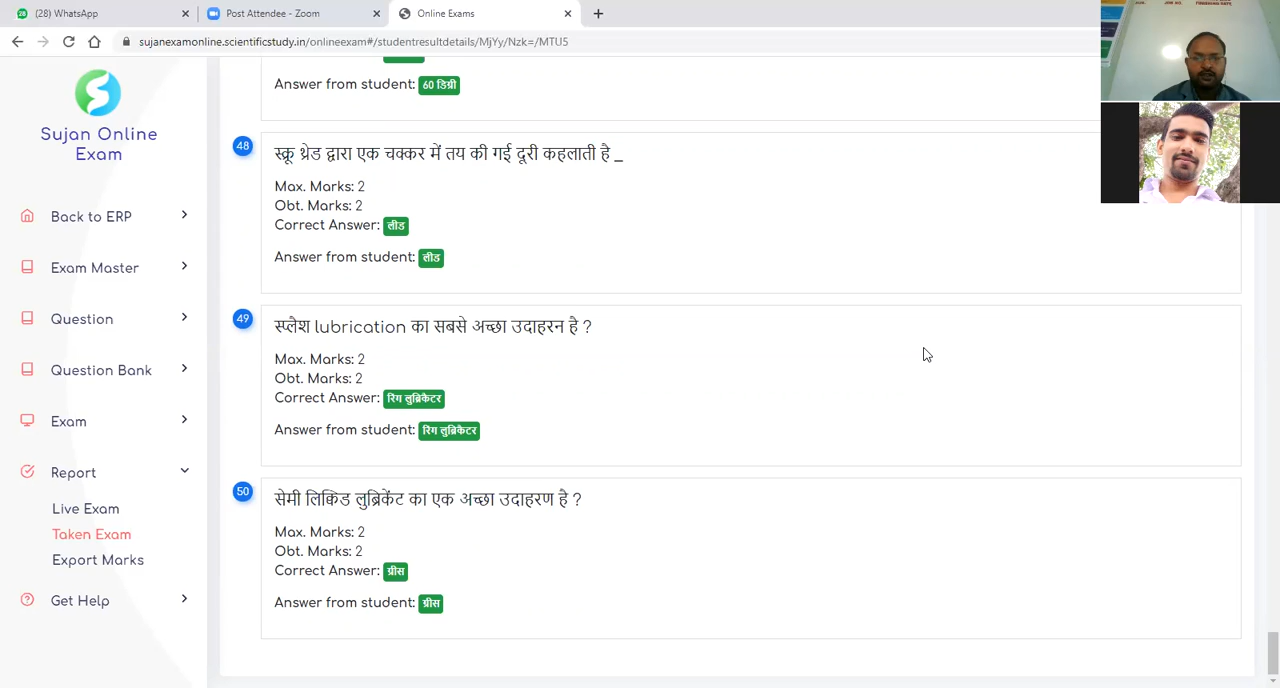 (28) WhatsApp
Post Attendee - Zoom
Online Exams
sujanexamonline.scientificstudy.in/onlineexam#/studentresultdetails/MjYy/Nzk=/MTU5
Sujan Online
Exam
Back to ERP
Exam Master
Question
Question Bank
Exam
Report
Live Exam
Taken Exam
Export Marks
Get Help
Answer from student: 60 डिग्री
48
स्क्रू थ्रेड द्वारा एक चक्कर में तय की गई दूरी कहलाती है _
Max. Marks: 2
Obt. Marks: 2
Correct Answer: लीड
Answer from student: लीड
49
स्प्लैश lubrication का सबसे अच्छा उदाहरन है ?
Max. Marks: 2
Obt. Marks: 2
Correct Answer: रिग लुब्रिकैटर
Answer from student: रिग लुब्रिकैटर
50
सेमी लिक्विड लुब्रिकेंट का एक अच्छा उदाहरण है ?
Max. Marks: 2
Obt. Marks: 2
Correct Answer: ग्रीस
Answer from student: ग्रीस